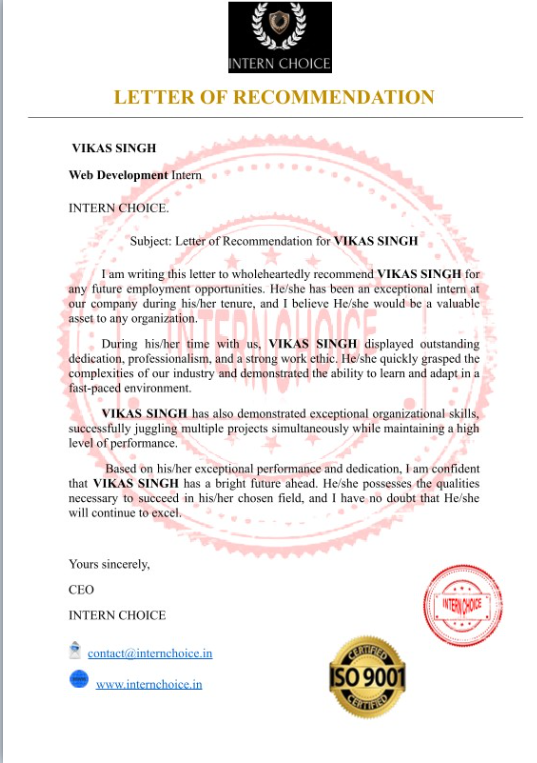 INTERN CHOICE
LETTER OF RECOMMENDATION
VIKAS SINGH
Web Development Intern
INTERN CHOICE.
Subject: Letter of Recommendation for VIKAS SINGH
I am writing this letter to wholeheartedly recommend VIKAS SINGH for
any future employment opportunities. He/she has been an exceptional intern at
our company during his/her tenure, and I believe He/she would be a valuable
asset to any organization.
During his/her time with us, VIKAS SINGH displayed outstanding
dedication, professionalism, and a strong work ethic. He/she quickly grasped the
complexities of our industry and demonstrated the ability to learn and adapt in a
fast-paced environment.
VIKAS SINGH has also demonstrated exceptional organizational skills,
successfully juggling multiple projects simultaneously while maintaining a high
level of performance.
Based on his/her exceptional performance and dedication, I am confident
that VIKAS SINGH has a bright future ahead. He/she possesses the qualities
necessary to succeed in his/her chosen field, and I have no doubt that He/she
will continue to excel.
INTERN CHOICE
Yours sincerely,
CEO
INTERN CHOICE
INTERN CHOICE
contact@internchoice.in
www.internchoice.in
CERTIFIED
ISO 9001
CERTIFIED